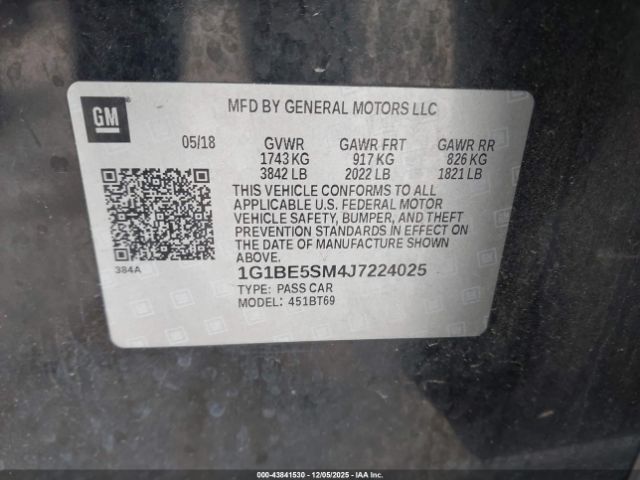 GM
MFD BY GENERAL MOTORS LLC
05/18 GVWR GAWR FRT GAWR RR
1743 KG 917 KG 826 KG
3842 LB 2022 LB 1821 LB
THIS VEHICLE CONFORMS TO ALL
APPLICABLE U.S. FEDERAL MOTOR
VEHICLE SAFETY, BUMPER, AND THEFT
PREVENTION STANDARDS IN EFFECT
ON THE DATE OF MANUFACTURE SHOWN
ABOVE.
384A
1G1BE5SM4J7224025
TYPE: PASS CAR
MODEL: 451BT69
000-43841530 - 12/05/2025 - IAAI.COM